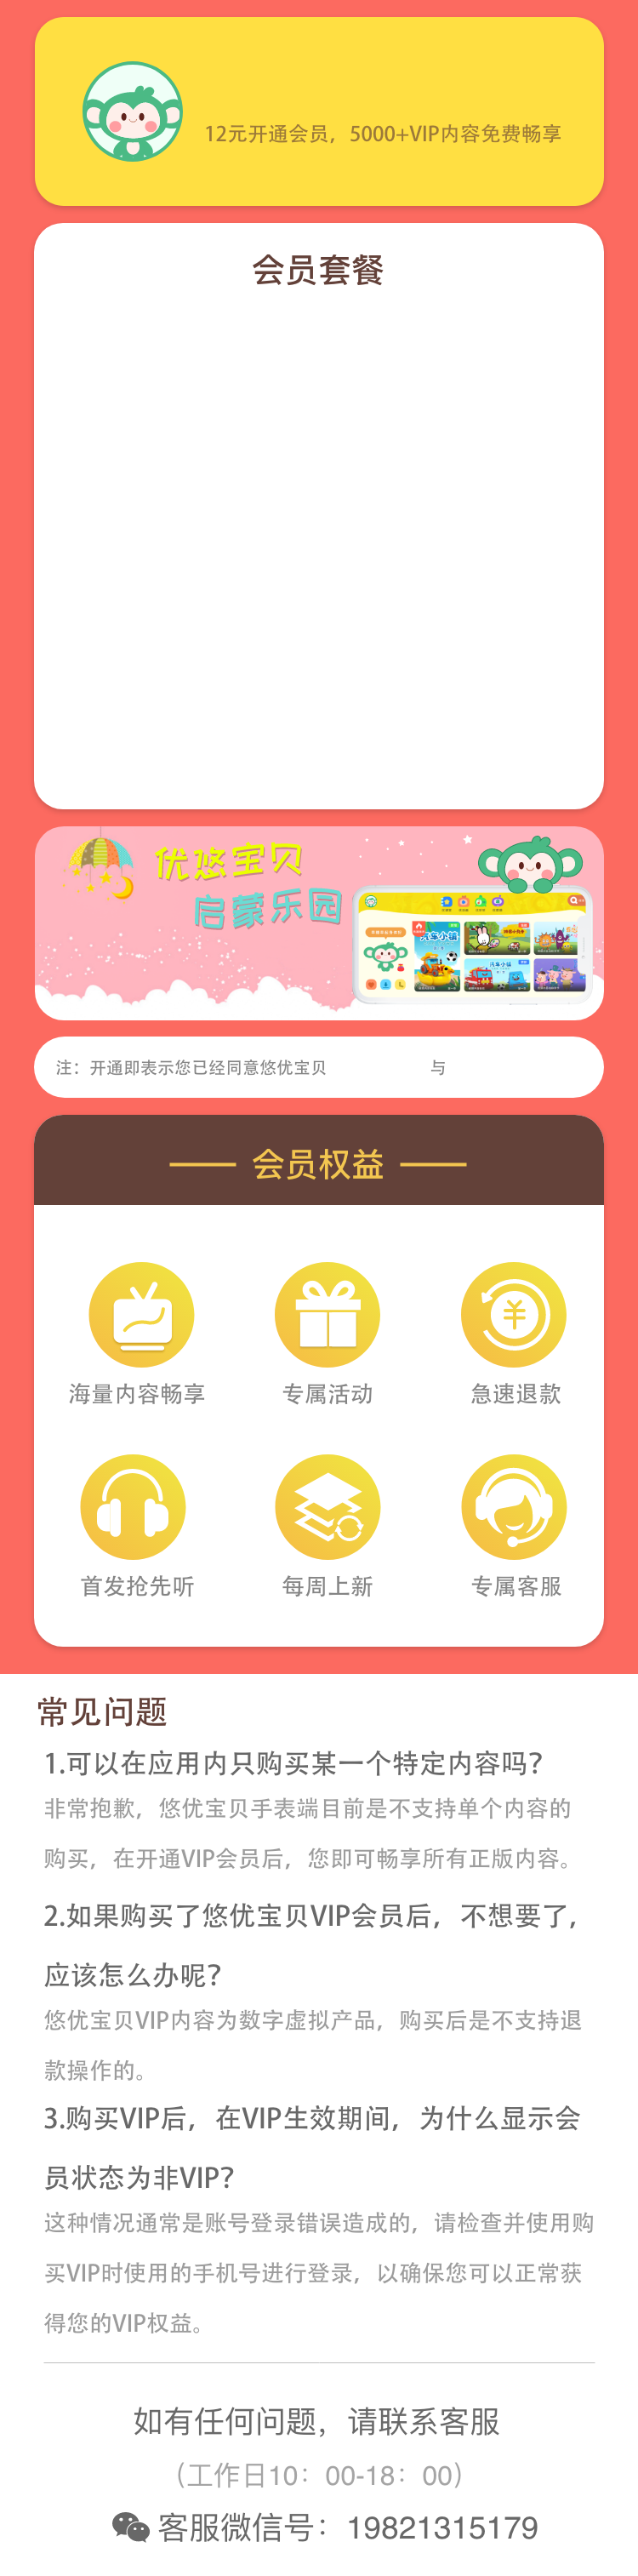 12元开通会员，5000+VIP内容免费畅享
会员套餐
优悠宝贝
启蒙乐园
汽车小镇
汽车小镇
注：开通即表示您已经同意悠优宝贝 与
会员权益
海量内容畅享 专属活动 急速退款
首发抢先听 每周上新 专属客服
常见问题
1.可以在应用内只购买某一个特定内容吗？
非常抱歉，悠优宝贝手表端目前是不支持单个内容的
购买，在开通VIP会员后，您即可畅享所有正版内容。
2.如果购买了悠优宝贝VIP会员后，不想要了，
应该怎么办呢？
悠优宝贝VIP内容为数字虚拟产品，购买后是不支持退
款操作的。
3.购买VIP后，在VIP生效期间，为什么显示会
员状态为非VIP？
这种情况通常是账号登录错误造成的，请检查并使用购
买VIP时使用的手机号进行登录，以确保您可以正常获
得您的VIP权益。
如有任何问题，请联系客服
（工作日10：00-18：00）
客服微信号：19821315179